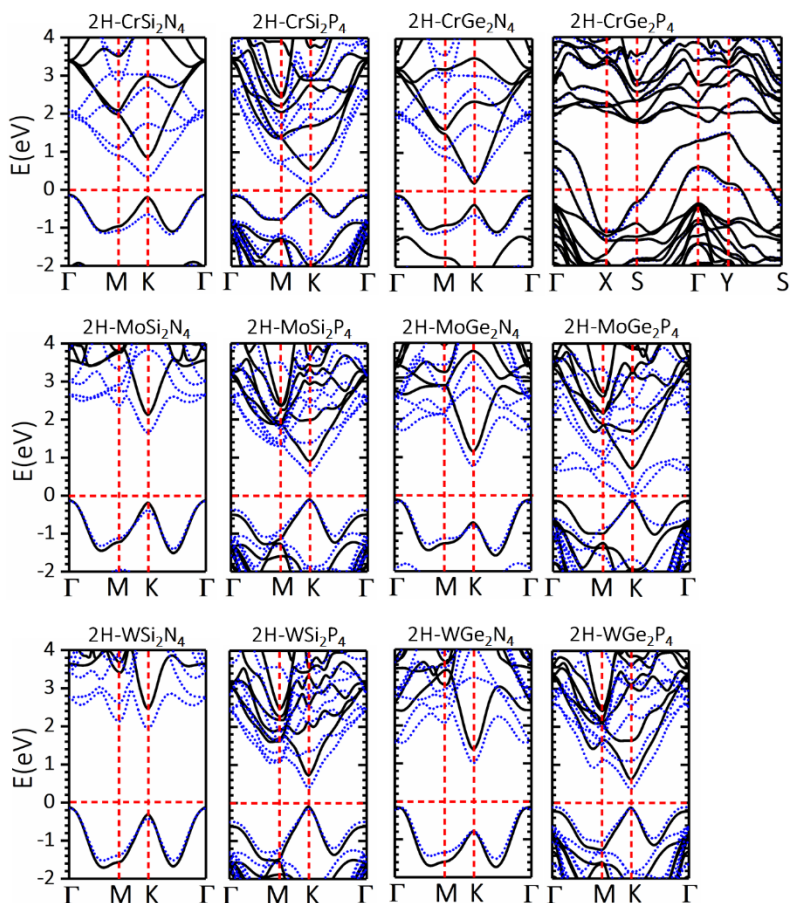 2H-CrSi₂N₄ 2H-CrSi₂P₄ 2H-CrGe₂N₄ 2H-CrGe₂P₄
4
3
2
1
0
-1
-2
E(eV)
Γ M K Γ Γ M K Γ Γ M K Γ Γ X S Γ Y S
2H-MoSi₂N₄ 2H-MoSi₂P₄ 2H-MoGe₂N₄ 2H-MoGe₂P₄
4
3
2
1
0
-1
-2
E(eV)
Γ M K Γ Γ M K Γ Γ M K Γ Γ M K Γ
2H-WSi₂N₄ 2H-WSi₂P₄ 2H-WGe₂N₄ 2H-WGe₂P₄
4
3
2
1
0
-1
-2
E(eV)
Γ M K Γ Γ M K Γ Γ M K Γ Γ M K Γ